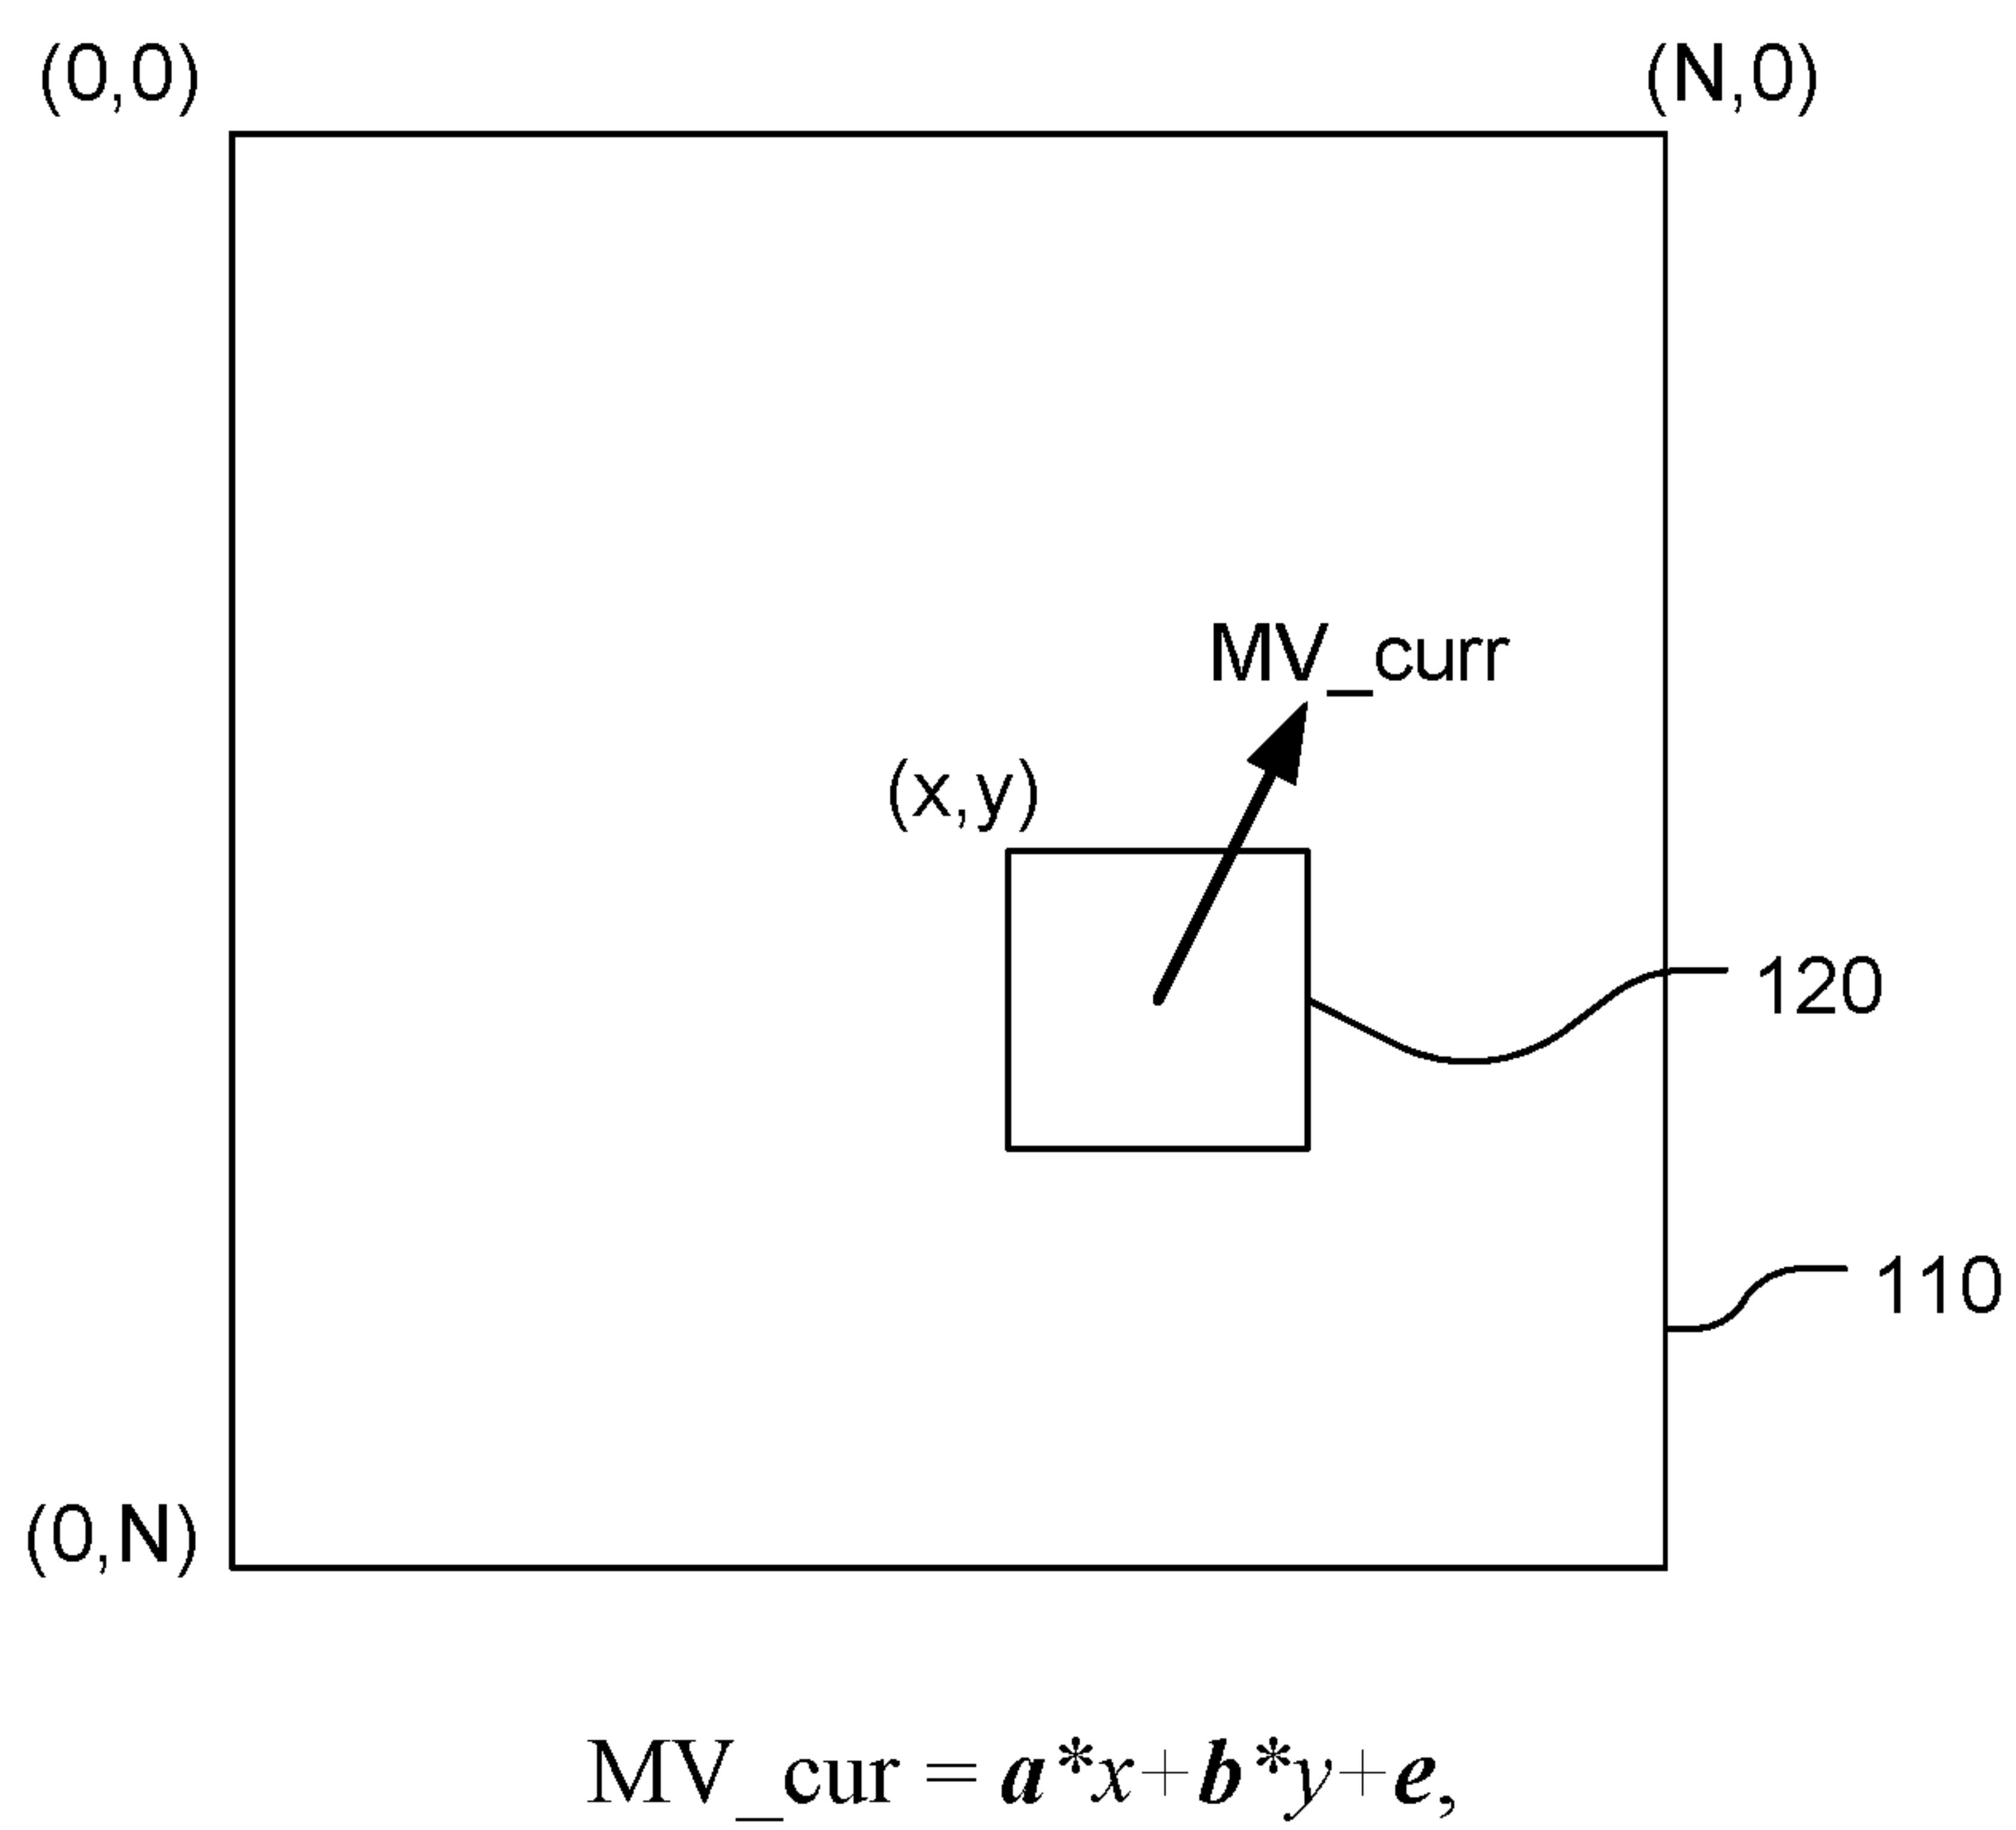 (0,0)
(N,0)
MV_curr
(x,y)
120
110
(0,N)
MV_cur = a*x+b*y+e,